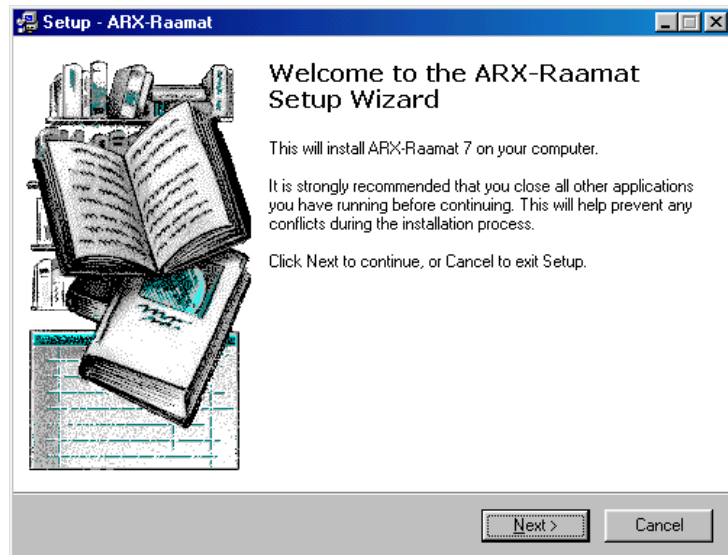 Setup - ARX-Raamat
Welcome to the ARX-Raamat
Setup Wizard
This will install ARX-Raamat 7 on your computer.
It is strongly recommended that you close all other applications
you have running before continuing. This will help prevent any
conflicts during the installation process.
Click Next to continue, or Cancel to exit Setup.
Next >
Cancel